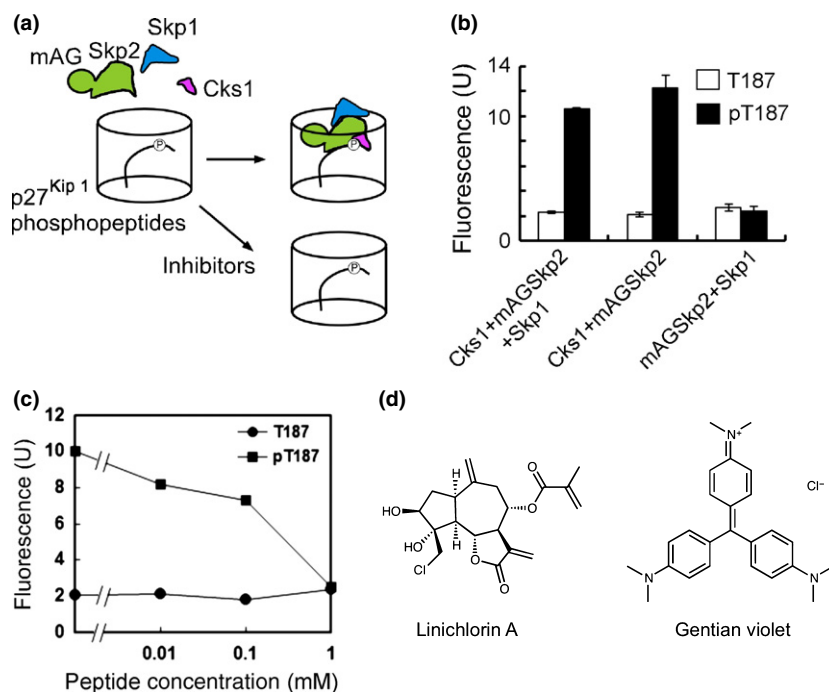 (a)
Skp1
mAG Skp2
Cks1
P
P
p27Kip 1
phosphopeptides
Inhibitors
P
(b)
14
10
0
Fluorescence (U)
T187
pT187
Cks1+mAGSkp2
+Skp1
Cks1+mAGSkp2
mAGSkp2+Skp1
(c)
12
10
8
6
4
2
0
Fluorescence (U)
T187
pT187
0.01
0.1
1
Peptide concentration (mM)
(d)
H
O
O
HO
HO
H
Cl
O
O
Linichlorin A
N+
Cl−
N
N
Gentian violet